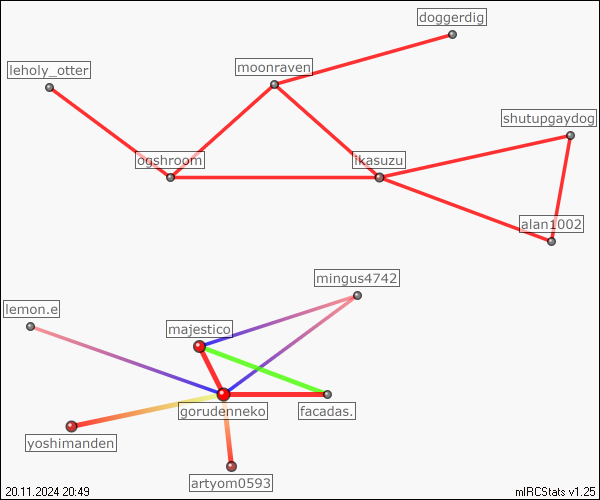 doggerdig
moonraven
leholy_otter
shutupgaydog
ogshroom
ikasuzu
alan1002
mingus4742
lemon.e
majestico
gorudenneko
facadas.
yoshimanden
artyom0593
20.11.2024 20:49
mIRCStats v1.25